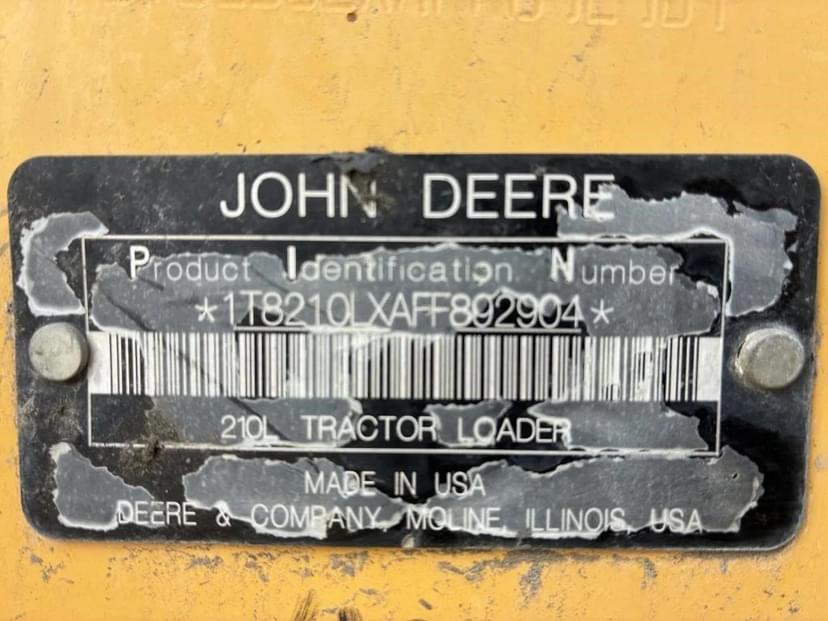 JOHN DEERE
Product Identification Number
*1T8210LXAFF892904*
210L TRACTOR LOADER
MADE IN USA
DEERE & COMPANY, MOLINE, ILLINOIS, USA